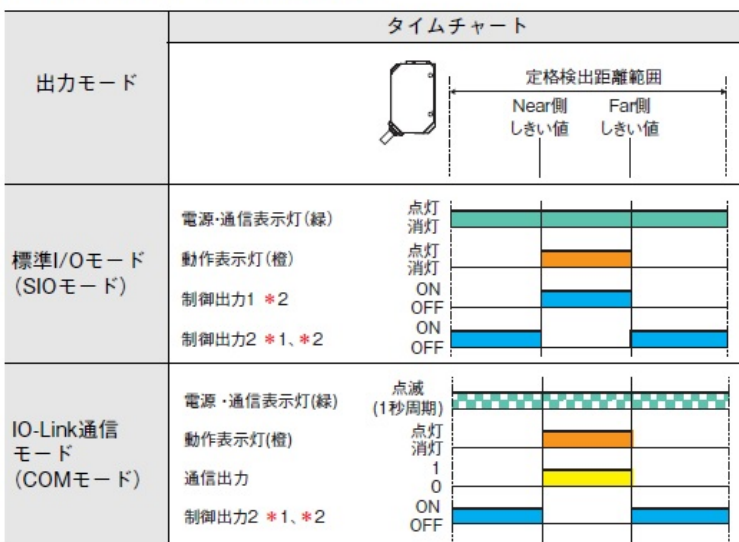 タイムチャート
出力モード
定格検出距離範囲
Near側
しきい値
Far側
しきい値
標準I/Oモード
(SIOモード)
電源・通信表示灯(緑)
点灯
消灯
動作表示灯(橙)
点灯
消灯
制御出力1 *2
ON
OFF
制御出力2 *1、*2
ON
OFF
IO-Link通信
モード
(COMモード)
電源・通信表示灯(緑)
点滅
(1秒周期)
動作表示灯(橙)
点灯
消灯
通信出力
1
0
制御出力2 *1、*2
ON
OFF